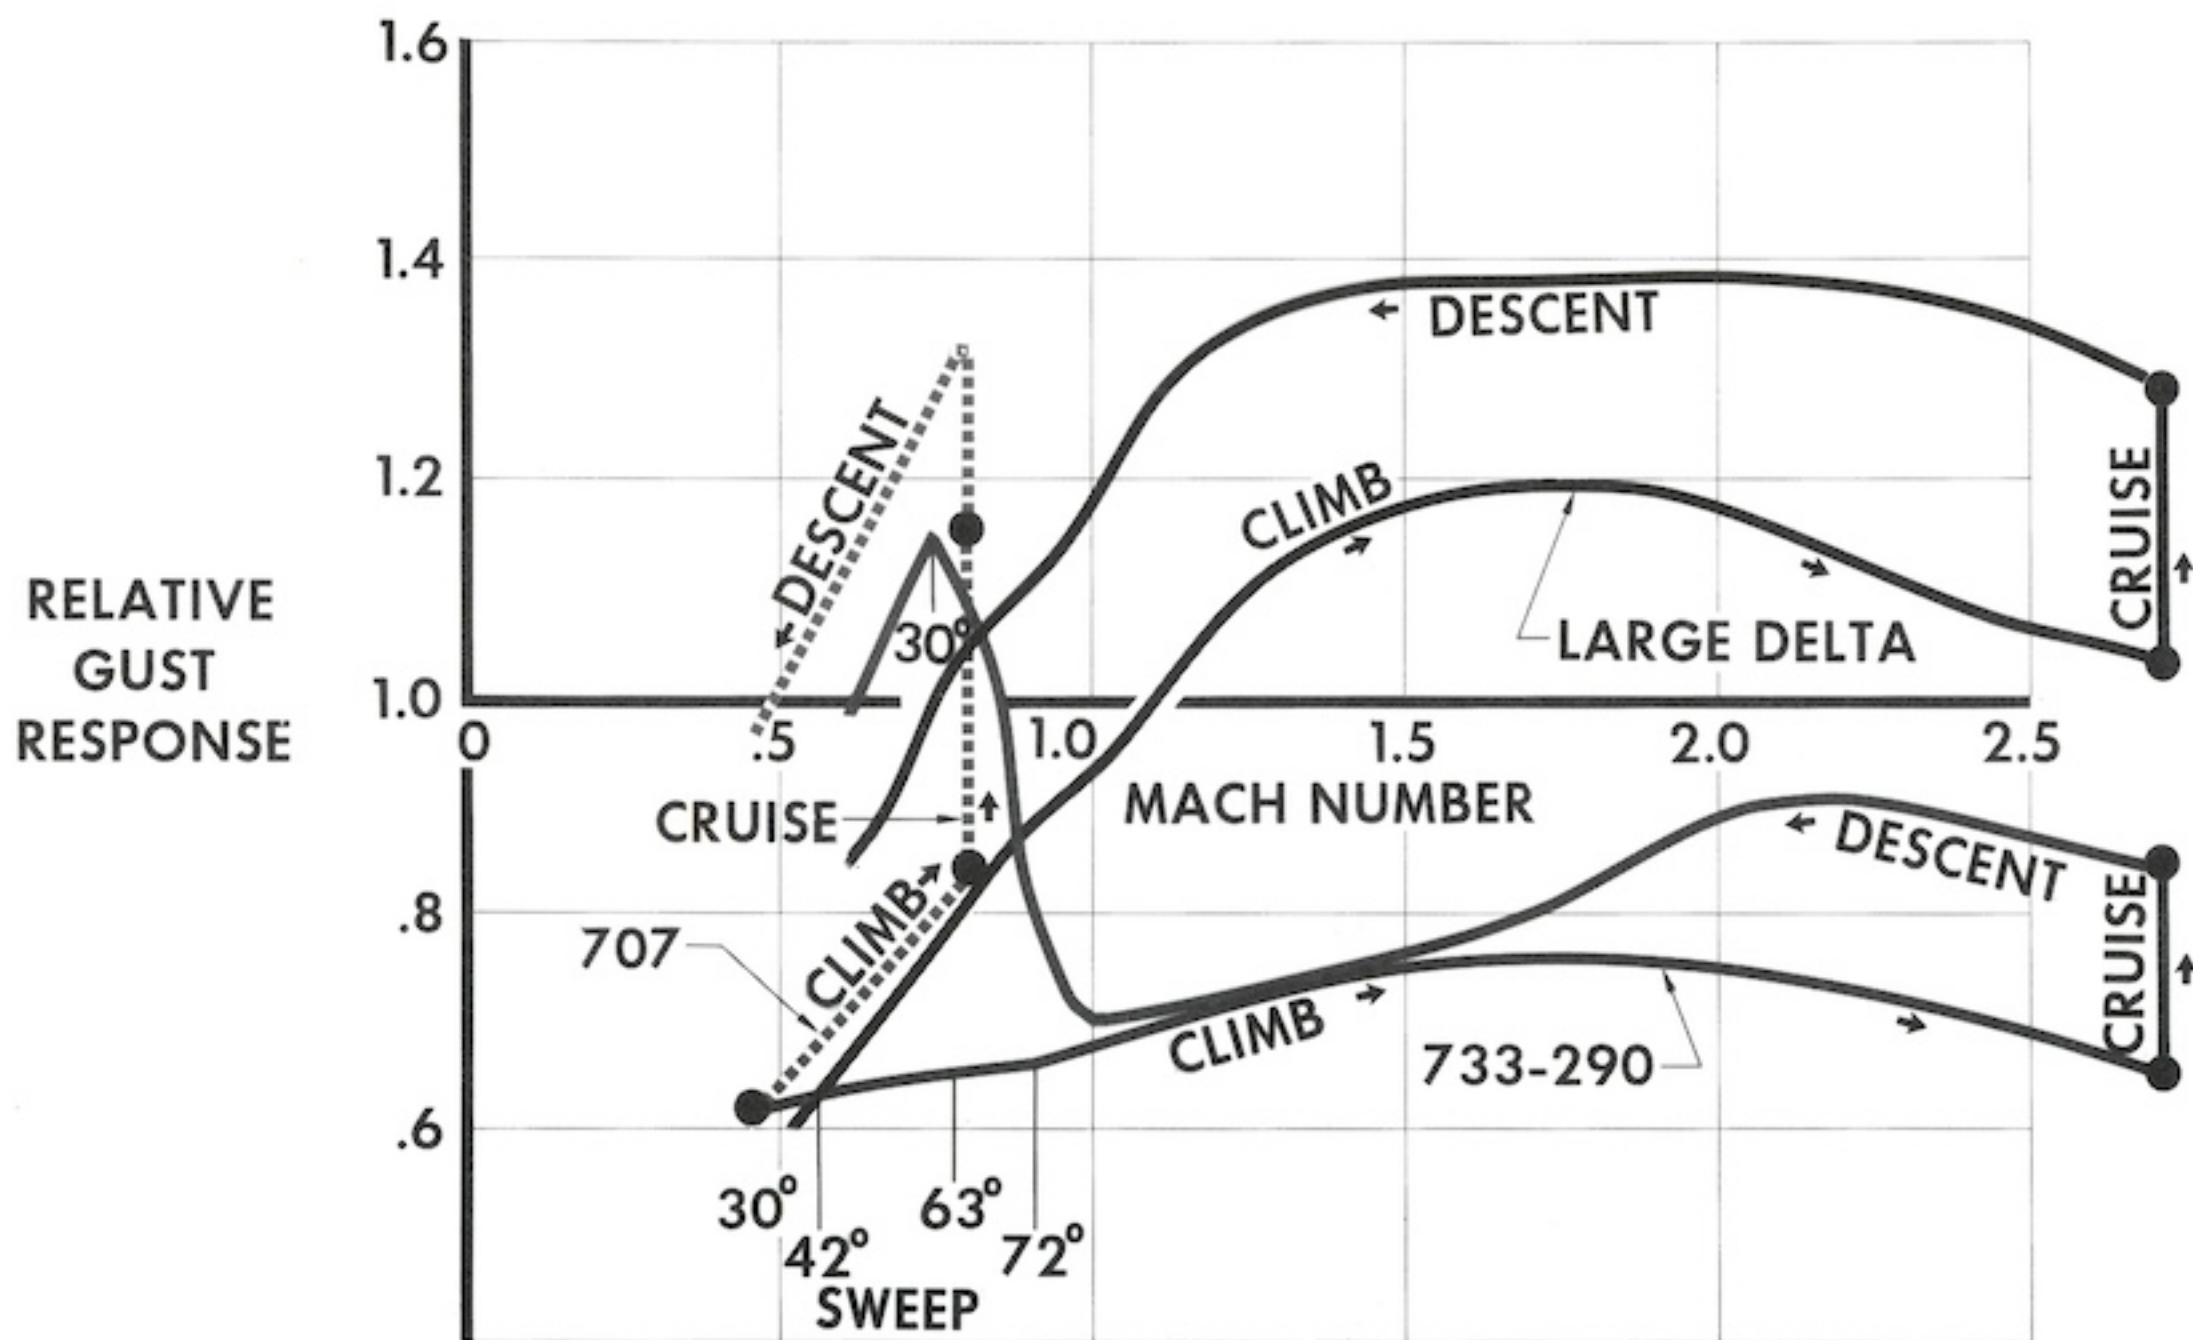 1.6
1.4
1.2
1.0
.8
.6
RELATIVE
GUST
RESPONSE
0
.5
1.0
1.5
2.0
2.5
MACH NUMBER
DESCENT
DESCENT
CLIMB
LARGE DELTA
CRUISE
30°
CRUISE
CLIMB
707
DESCENT
CLIMB
733-290
CRUISE
30°
42°
63°
72°
SWEEP